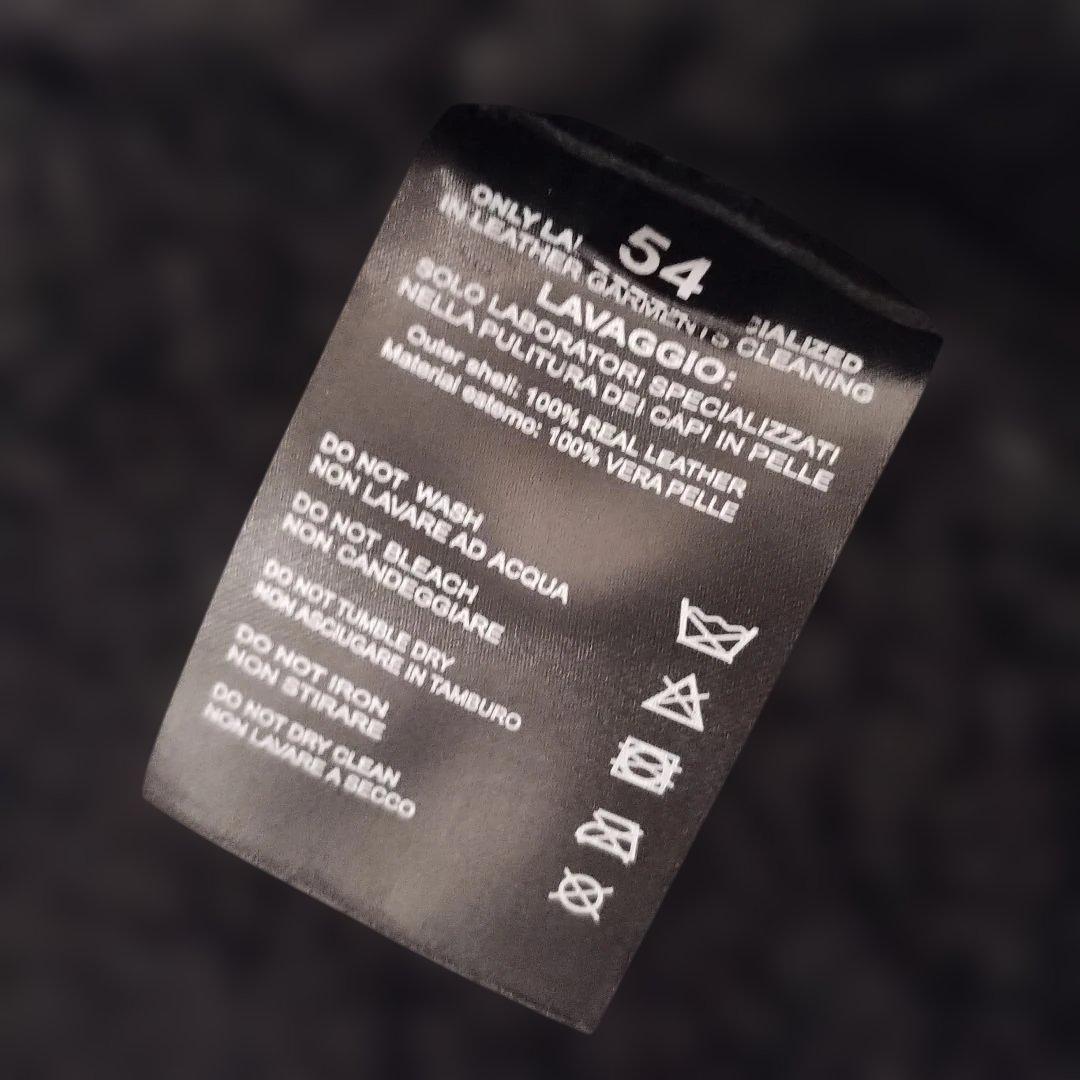 54
ONLY
IALIZED
IN LEATHER GARMENTS CLEANING
LAVAGGIO:
SOLO LABORATORI SPECIALIZZATI
NELLA PULITURA DEI CAPI IN PELLE
Outer shell: 100% REAL LEATHER
Material esterno: 100% VERA PELLE
DO NOT WASH
NON LAVARE AD ACQUA
DO NOT BLEACH
NON CANDEGGIARE
DO NOT TUMBLE DRY
NON ASCIUGARE IN TAMBURO
DO NOT IRON
NON STIRARE
DO NOT DRY CLEAN
NON LAVARE A SECCO